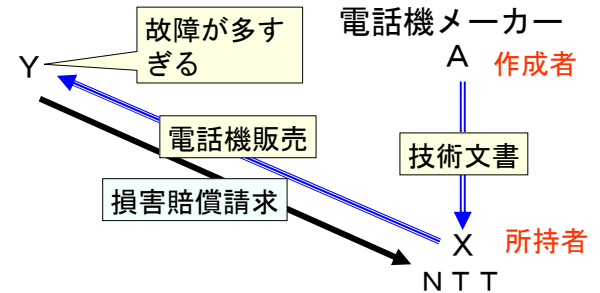 電話機メーカー
故障が多す
ぎる
Y
A
作成者
電話機販売
技術文書
損害賠償請求
X
所持者
ＮＴＴ